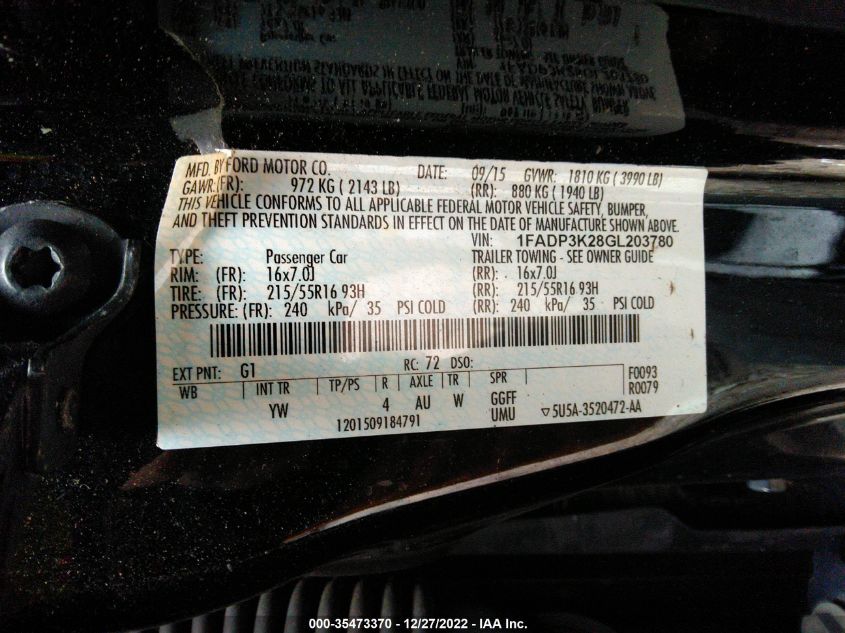 MFD. BY FORD MOTOR CO. DATE: 09/15 GVWR: 1810 KG ( 3990 LB)
GAWR:(FR): 972 KG ( 2143 LB) (RR): 880 KG ( 1940 LB)
THIS VEHICLE CONFORMS TO ALL APPLICABLE FEDERAL MOTOR VEHICLE SAFETY, BUMPER,
AND THEFT PREVENTION STANDARDS IN EFFECT ON THE DATE OF MANUFACTURE SHOWN ABOVE.
VIN: 1FADP3K28GL203780
TYPE: Passenger Car TRAILER TOWING - SEE OWNER GUIDE
RIM: (FR): 16x7.0J (RR): 16x7.0J
TIRE: (FR): 215/55R16 93H (RR): 215/55R16 93H
PRESSURE: (FR): 240 kPa/ 35 PSI COLD (RR): 240 kPa/ 35 PSI COLD
EXT PNT: G1 RC: 72 DSO: F0093
WB INT TR TP/PS R AXLE TR SPR R0079
YW 4 AU W GGFF
1201509184791 UMU ▽5U5A-3520472-AA
000-35473370 - 12/27/2022 - IAA Inc.